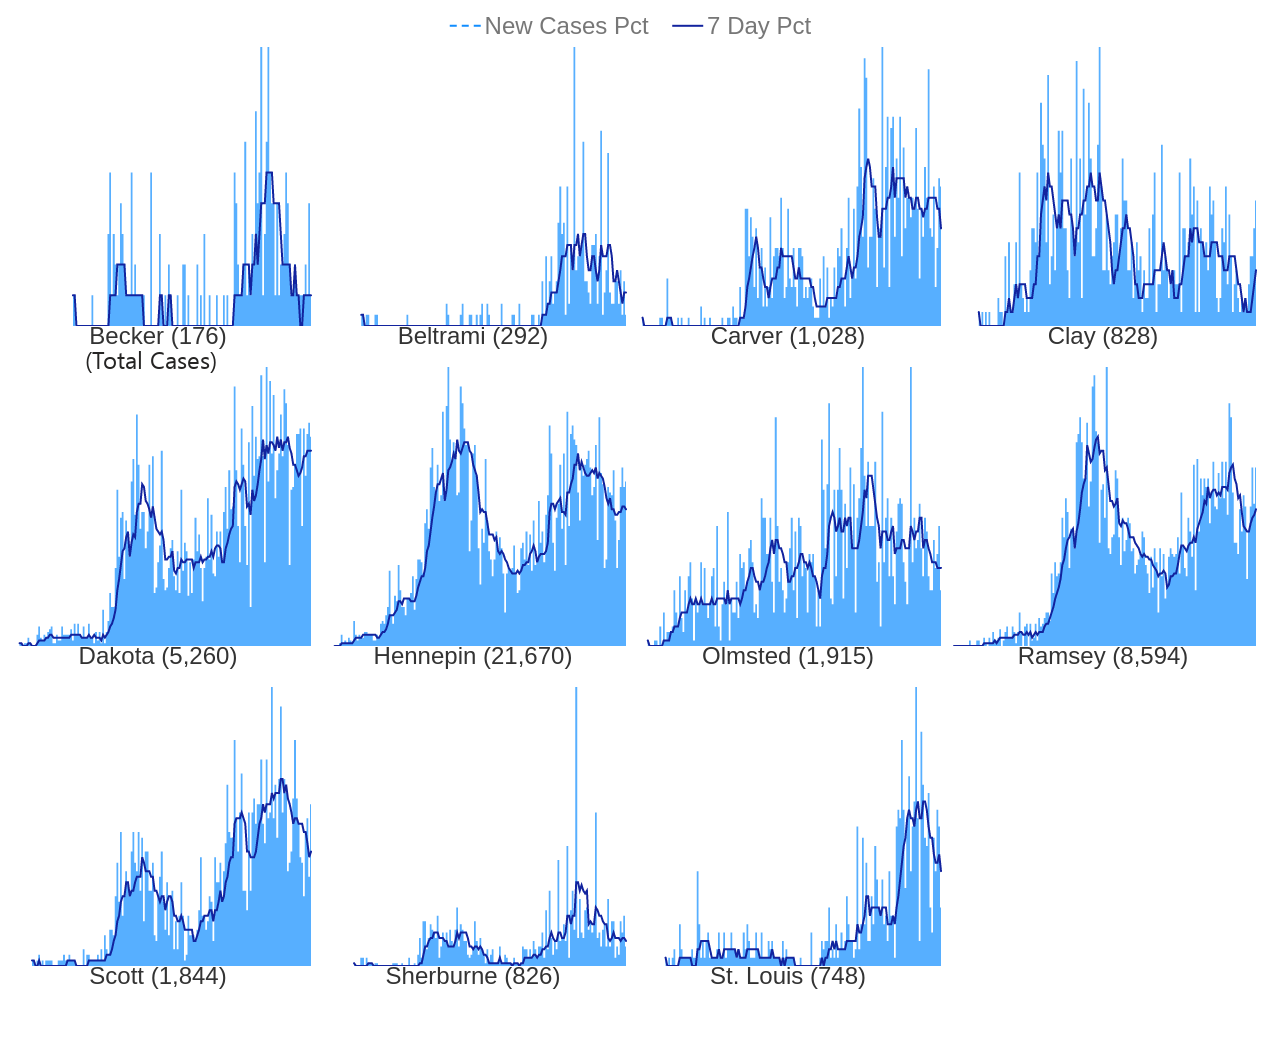 New Cases Pct 7 Day Pct
Becker (176) Beltrami (292) Carver (1,028) Clay (828)
(Total Cases)
Dakota (5,260) Hennepin (21,670) Olmsted (1,915) Ramsey (8,594)
Scott (1,844) Sherburne (826) St. Louis (748)